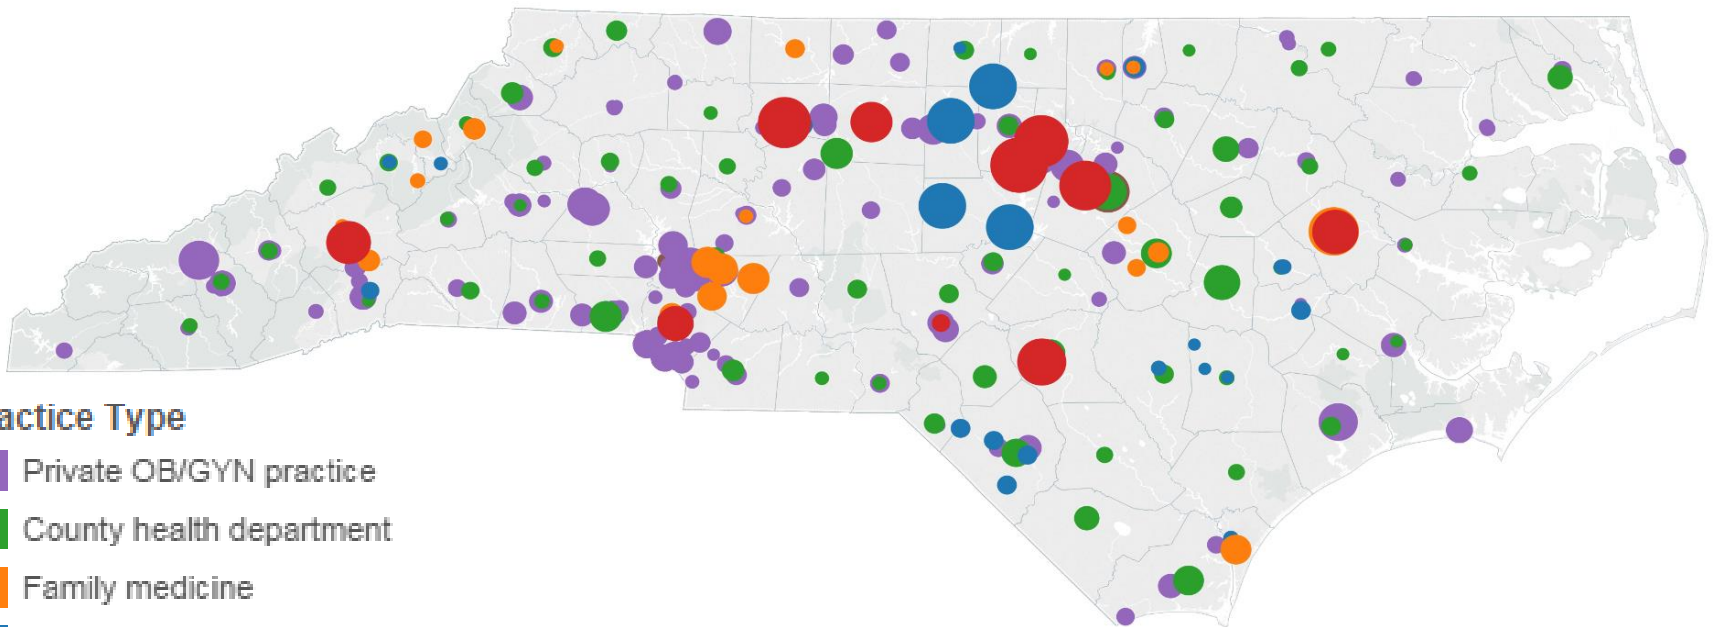 actice Type
Private OB/GYN practice
County health department
Family medicine